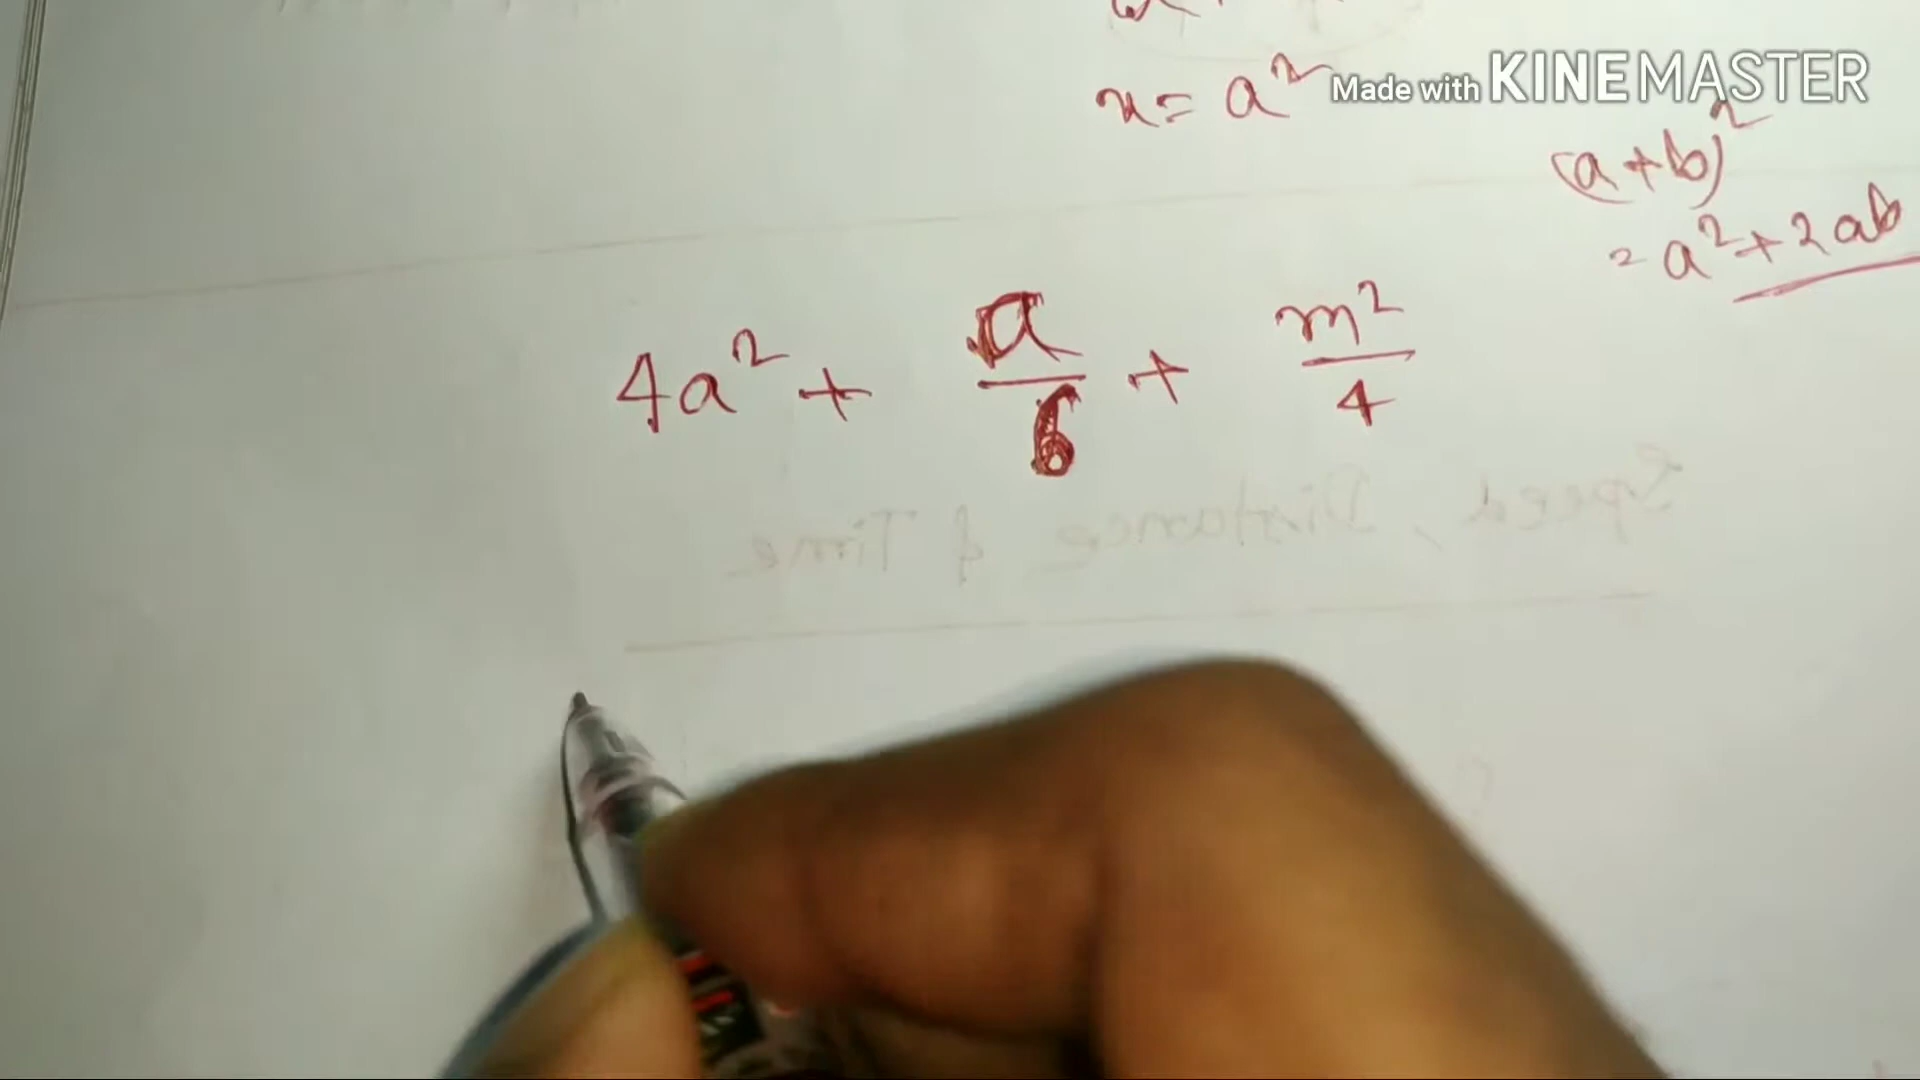 x = a²
Made with KINEMASTER
(a+b)²
= a² + 2ab
4a² + a/6 + m²/4
Speed, Distance & Time